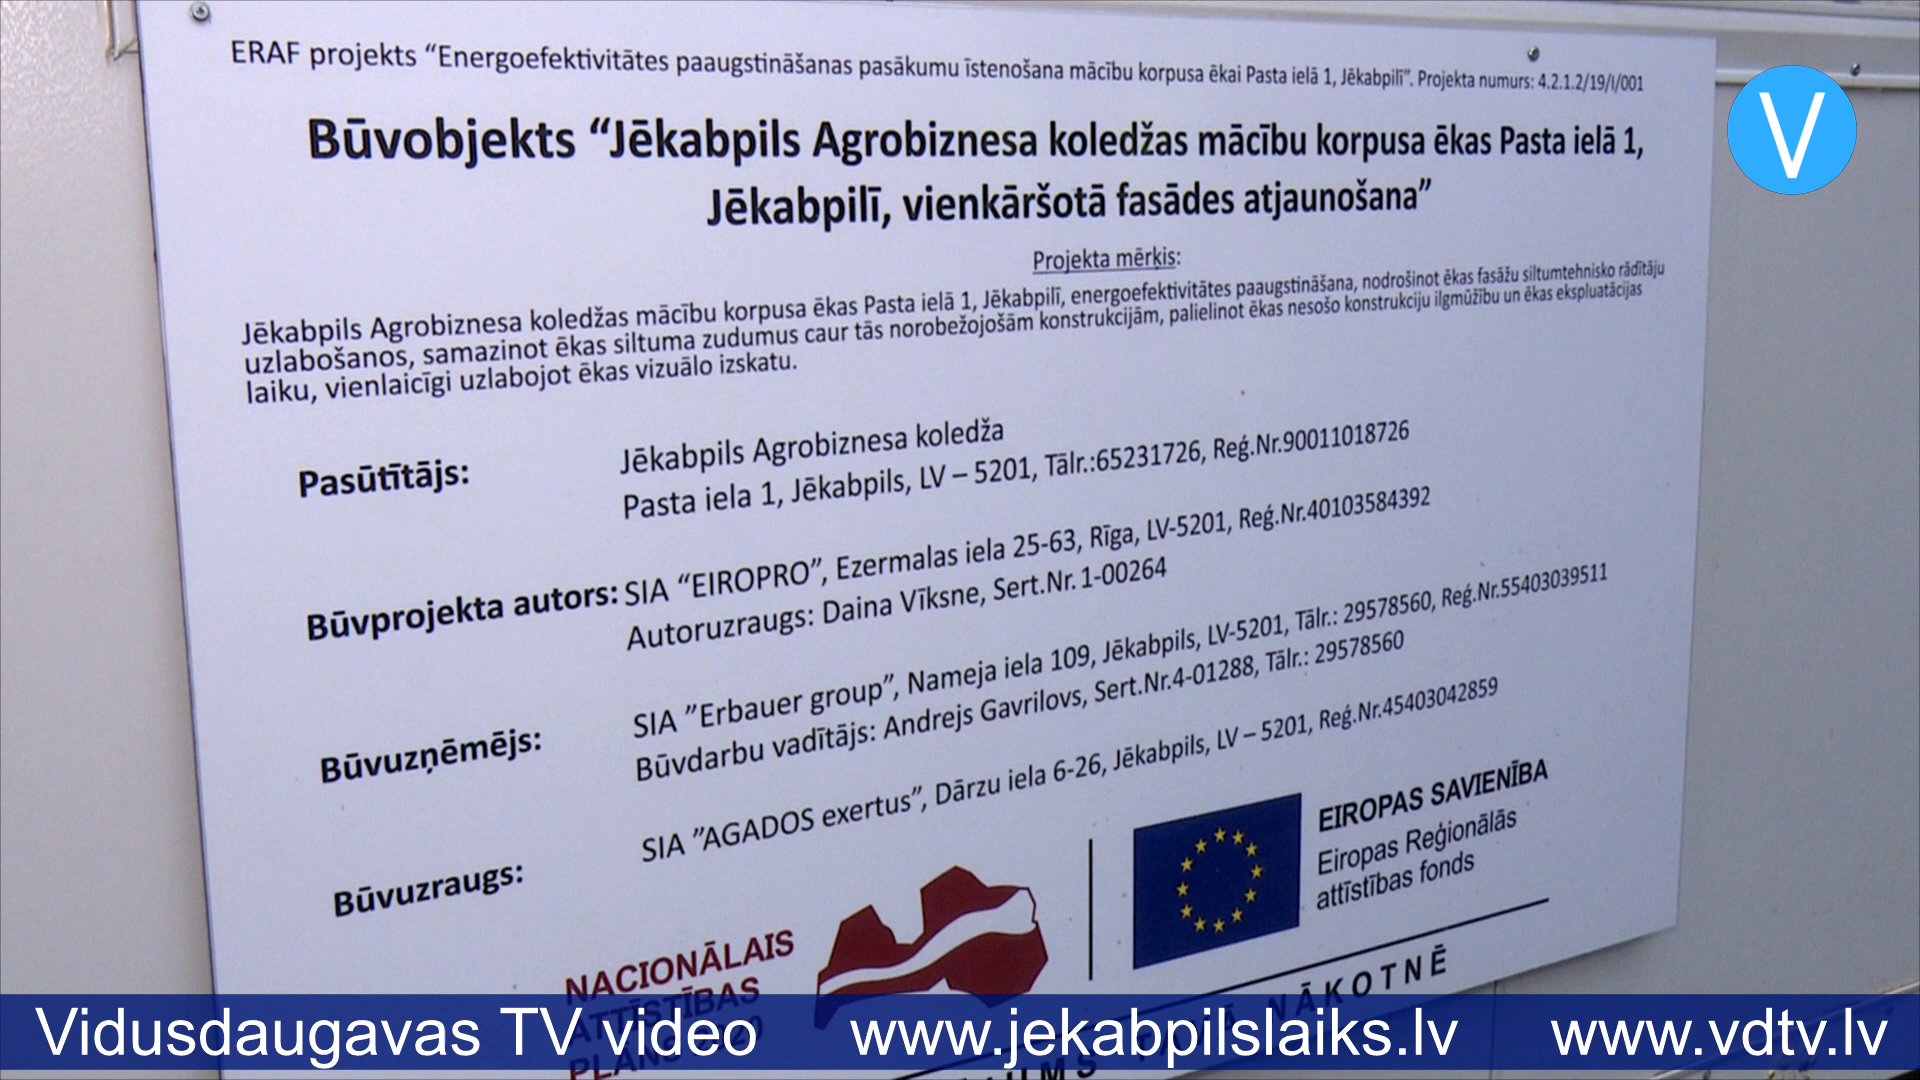 ERAF projekts “Energoefektivitātes paaugstināšanas pasākumu īstenošana mācību korpusa ēkai Pasta ielā 1, Jēkabpilī”. Projekta numurs: 4.2.1.2/19/I/001
V
Būvobjekts “Jēkabpils Agrobiznesa koledžas mācību korpusa ēkas Pasta ielā 1,
Jēkabpilī, vienkāršotā fasādes atjaunošana”
Projekta mērķis:
Jēkabpils Agrobiznesa koledžas mācību korpusa ēkas Pasta ielā 1, Jēkabpilī, energoefektivitātes paaugstināšana, nodrošinot ēkas fasāžu siltumtehnisko rādītāju
uzlabošanos, samazinot ēkas siltuma zudumus caur tās norobežojošām konstrukcijām, palielinot ēkas nesošo konstrukciju ilgmūžību un ēkas ekspluatācijas
laiku, vienlaicīgi uzlabojot ēkas vizuālo izskatu.
Pasūtītājs: Jēkabpils Agrobiznesa koledža
Pasta iela 1, Jēkabpils, LV – 5201, Tālr.:65231726, Reģ.Nr.90011018726
Būvprojekta autors: SIA “EIROPRO”, Ezermalas iela 25-63, Rīga, LV-5201, Reģ.Nr.40103584392
Autoruzraugs: Daina Vīksne, Sert.Nr. 1-00264
Būvuzņēmējs: SIA ”Erbauer group”, Nameja iela 109, Jēkabpils, LV-5201, Tālr.: 29578560, Reģ.Nr.55403039511
Būvdarbu vadītājs: Andrejs Gavrilovs, Sert.Nr.4-01288, Tālr.: 29578560
Būvuzraugs: SIA ”AGADOS exertus”, Dārzu iela 6-26, Jēkabpils, LV – 5201, Reģ.Nr.45403042859
NACIONĀLAIS
ATTĪSTĪBAS
PLĀNS 2020
EIROPAS SAVIENĪBA
Eiropas Reģionālās
attīstības fonds
TAVĀ NĀKOTNĒ
Vidusdaugavas TV video www.jekabpilslaiks.lv www.vdtv.lv